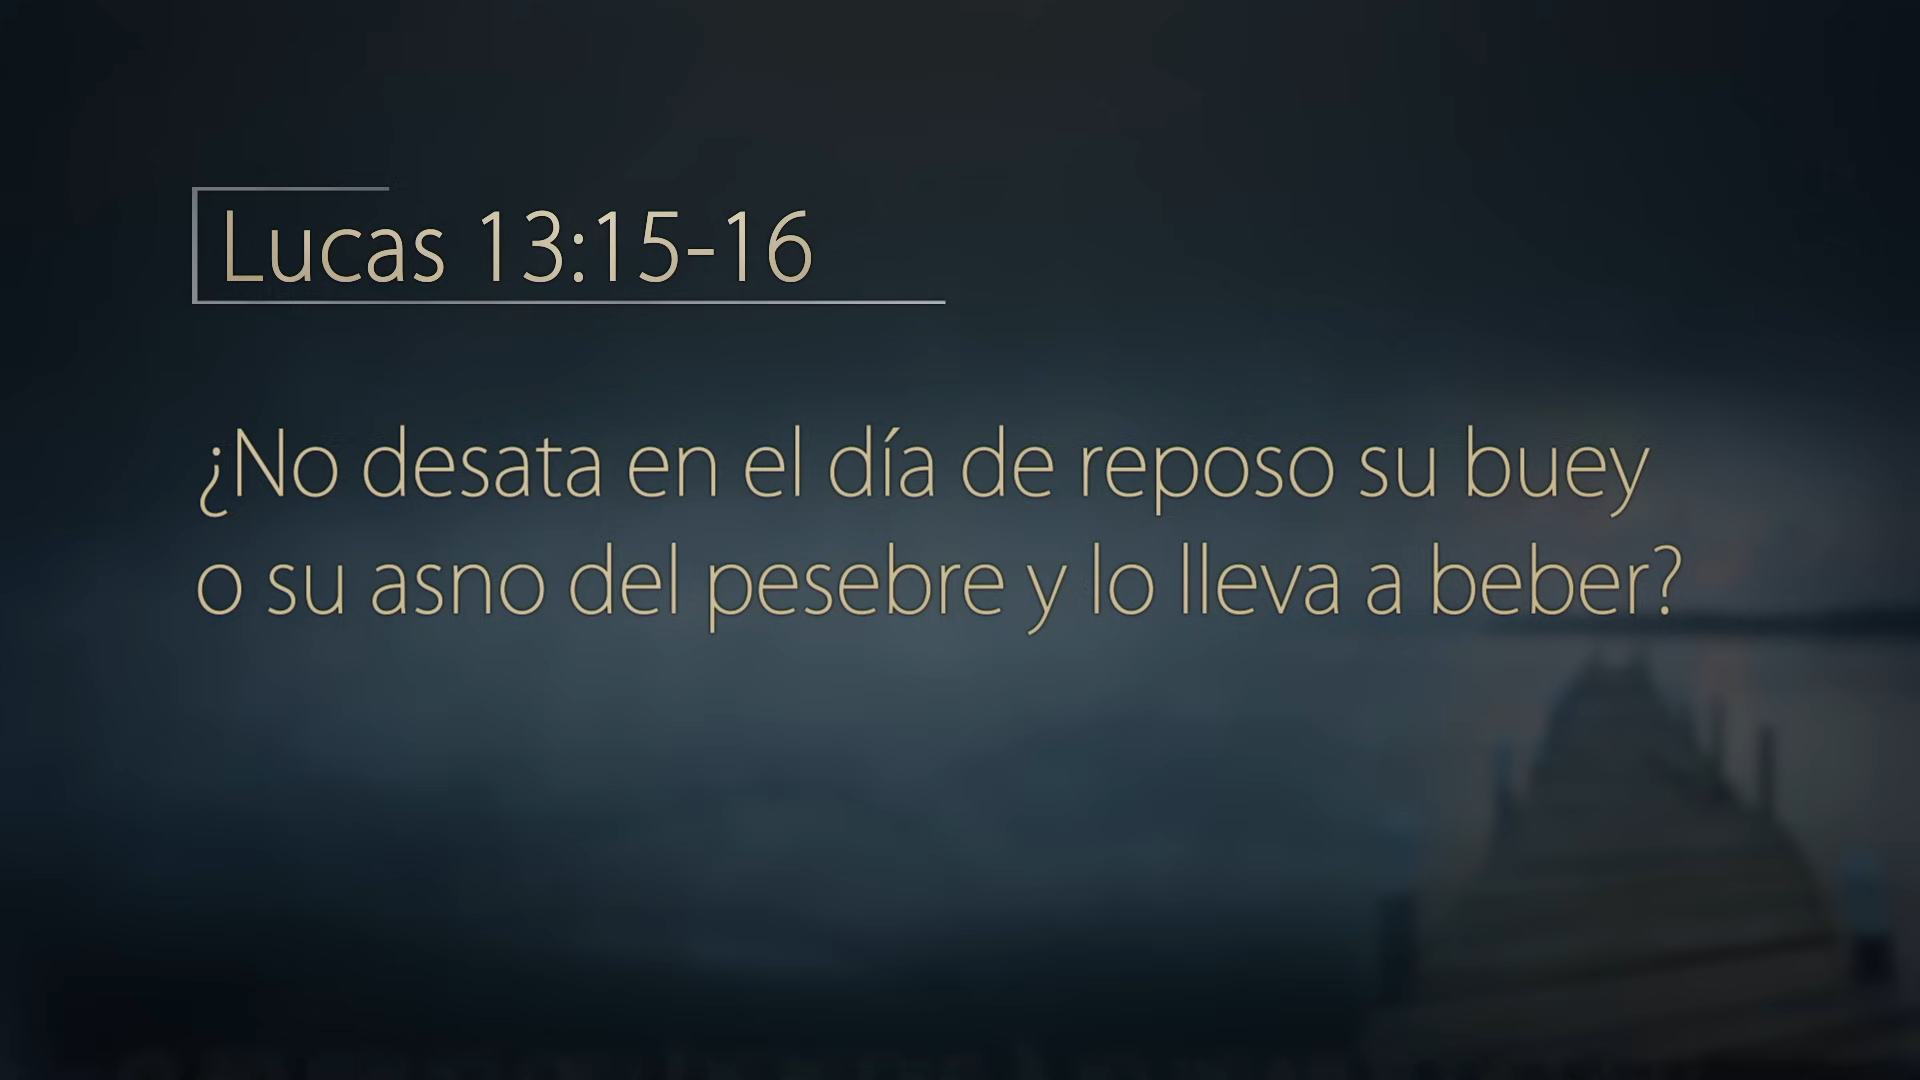 Lucas 13:15-16
¿No desata en el día de reposo su buey
o su asno del pesebre y lo lleva a beber?